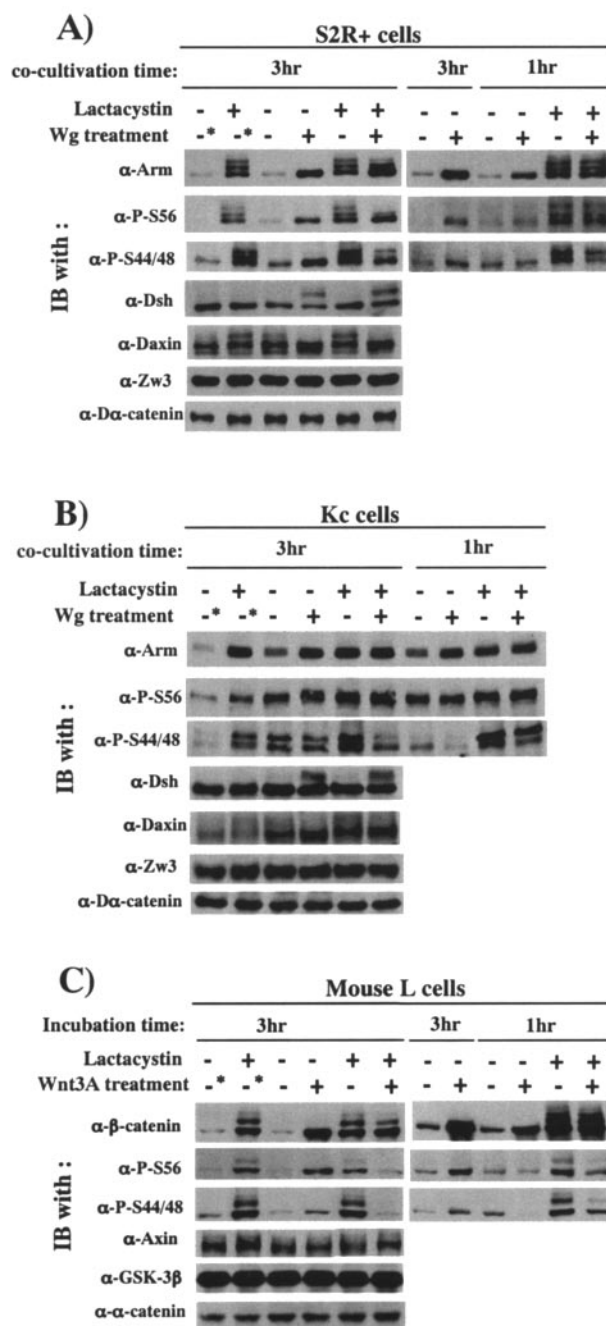 A)
S2R+ cells
co-cultivation time: 3hr 3hr 1hr
Lactacystin - + - - + + - - - - + +
Wg treatment -* -* - + - + - + - + - +
IB with :
α-Arm
α-P-S56
α-P-S44/48
α-Dsh
α-Daxin
α-Zw3
α-Dα-catenin
B)
Kc cells
co-cultivation time: 3hr 1hr
Lactacystin - + - - + + - - + +
Wg treatment -* -* - + - + - + - +
IB with :
α-Arm
α-P-S56
α-P-S44/48
α-Dsh
α-Daxin
α-Zw3
α-Dα-catenin
C)
Mouse L cells
Incubation time: 3hr 3hr 1hr
Lactacystin - + - - + + - - - - + +
Wnt3A treatment -* -* - + - + - + - + - +
IB with :
α-β-catenin
α-P-S56
α-P-S44/48
α-Axin
α-GSK-3β
α-α-catenin